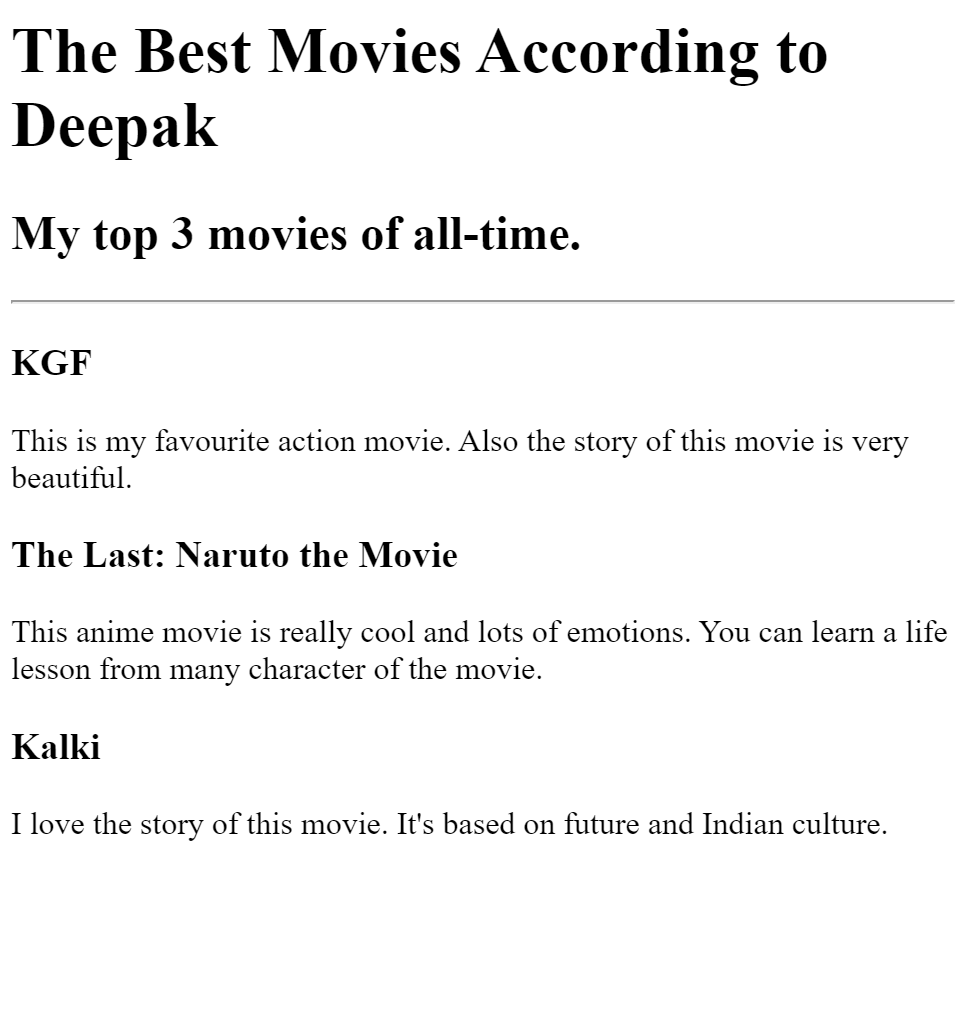 The Best Movies According to
Deepak
My top 3 movies of all-time.
KGF
This is my favourite action movie. Also the story of this movie is very
beautiful.
The Last: Naruto the Movie
This anime movie is really cool and lots of emotions. You can learn a life
lesson from many character of the movie.
Kalki
I love the story of this movie. It's based on future and Indian culture.